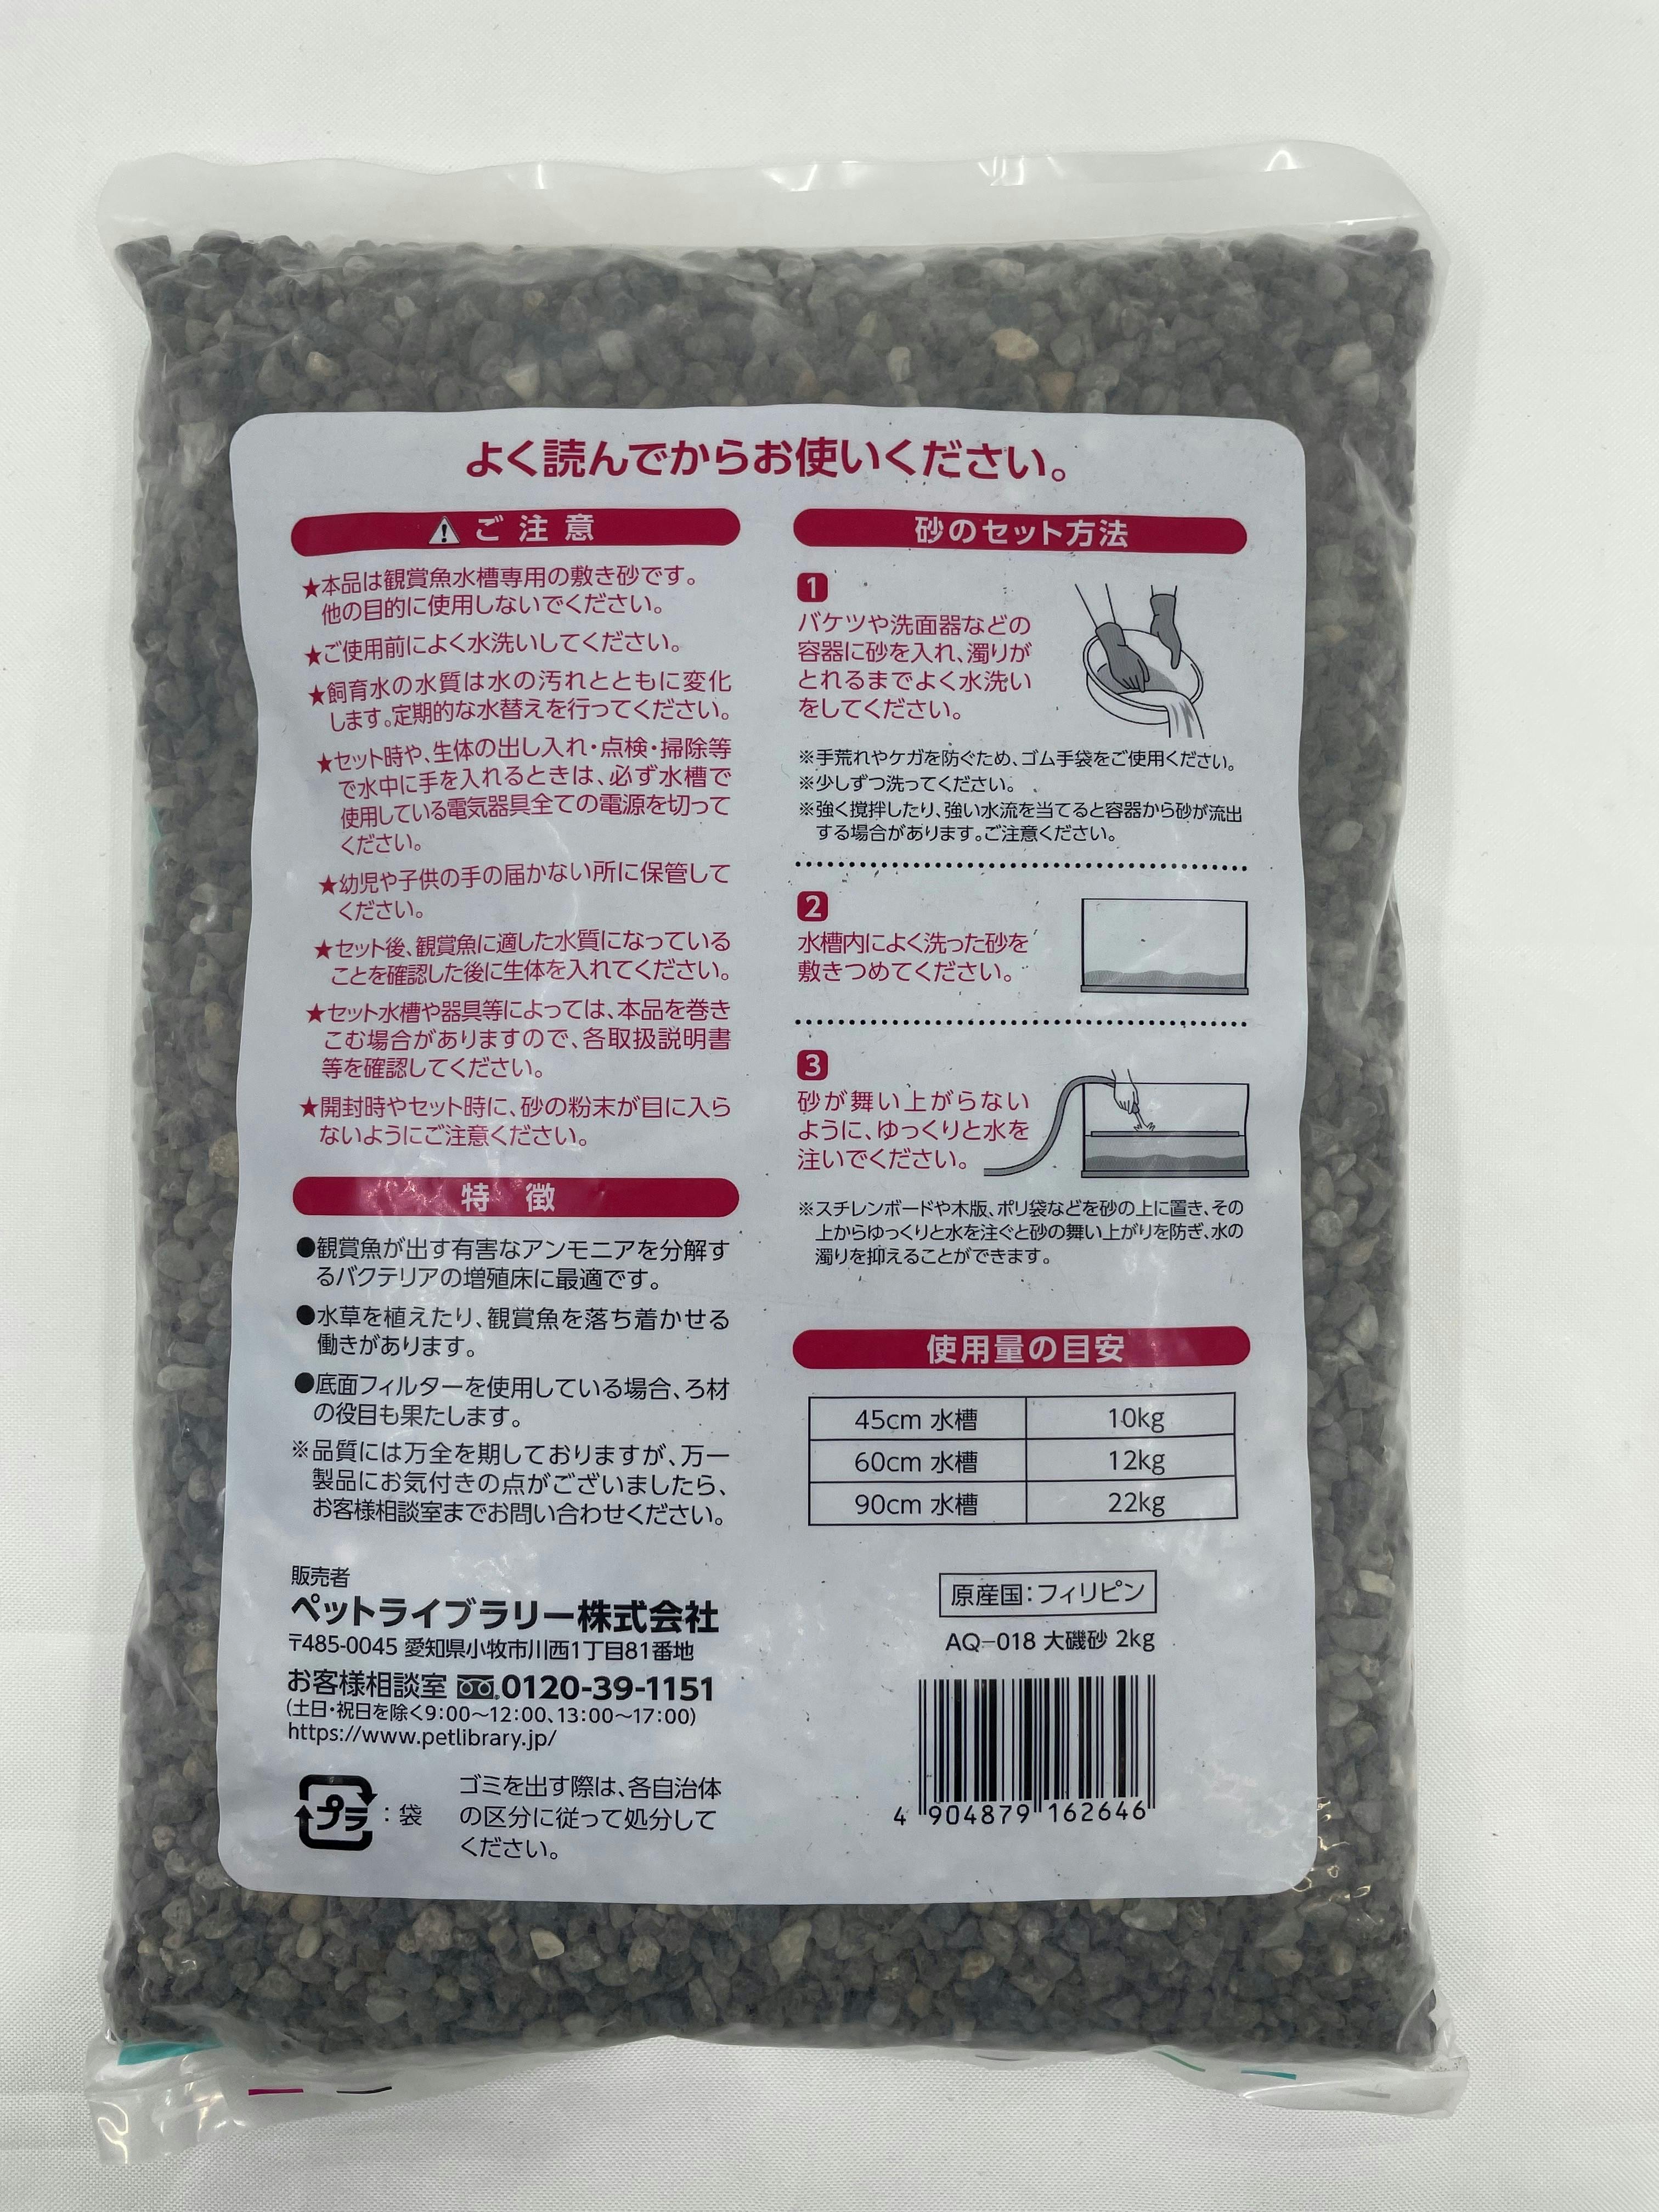 よく読んでからお使いください。
⚠ご注意
★本品は観賞魚水槽専用の敷き砂です。
他の目的に使用しないでください。
★ご使用前によく水洗いしてください。
★飼育水の水質は水の汚れとともに変化
します。定期的な水替えを行ってください。
★セット時や、生体の出し入れ・点検・掃除等
で水中に手を入れるときは、必ず水槽で
使用している電気器具全ての電源を切って
ください。
★幼児や子供の手の届かない所に保管して
ください。
★セット後、観賞魚に適した水質になっている
ことを確認した後に生体を入れてください。
★セット水槽や器具等によっては、本品を巻き
こむ場合がありますので、各取扱説明書
等を確認してください。
★開封時やセット時に、砂の粉末が目に入ら
ないようにご注意ください。
特 徴
●観賞魚が出す有害なアンモニアを分解す
るバクテリアの増殖床に最適です。
●水草を植えたり、観賞魚を落ち着かせる
働きがあります。
●底面フィルターを使用している場合、ろ材
の役目も果たします。
※品質には万全を期しておりますが、万一
製品にお気付きの点がございましたら、
お客様相談室までお問い合わせください。
販売者
ペットライブラリー株式会社
〒485-0045 愛知県小牧市川西1丁目81番地
お客様相談室 0120-39-1151
(土日・祝日を除く9:00〜12:00、13:00〜17:00)
https://www.petlibrary.jp/
プラ:袋
ゴミを出す際は、各自治体
の区分に従って処分して
ください。
砂のセット方法
1
バケツや洗面器などの
容器に砂を入れ、濁りが
とれるまでよく水洗い
をしてください。
※手荒れやケガを防ぐため、ゴム手袋をご使用ください。
※少しずつ洗ってください。
※強く撹拌したり、強い水流を当てると容器から砂が流出
する場合があります。ご注意ください。
2
水槽内によく洗った砂を
敷きつめてください。
3
砂が舞い上がらない
ように、ゆっくりと水を
注いでください。
※スチレンボードや木版、ポリ袋などを砂の上に置き、その
上からゆっくりと水を注ぐと砂の舞い上がりを防ぎ、水の
濁りを抑えることができます。
使用量の目安
45cm 水槽 10kg
60cm 水槽 12kg
90cm 水槽 22kg
原産国:フィリピン
AQ-018 大磯砂 2kg
4 904879 162646